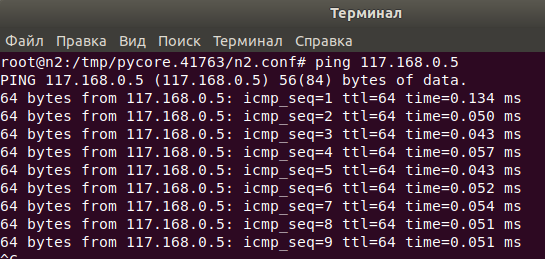 Терминал
Файл Правка Вид Поиск Терминал Справка
root@n2:/tmp/pycore.41763/n2.conf# ping 117.168.0.5
PING 117.168.0.5 (117.168.0.5) 56(84) bytes of data.
64 bytes from 117.168.0.5: icmp_seq=1 ttl=64 time=0.134 ms
64 bytes from 117.168.0.5: icmp_seq=2 ttl=64 time=0.050 ms
64 bytes from 117.168.0.5: icmp_seq=3 ttl=64 time=0.043 ms
64 bytes from 117.168.0.5: icmp_seq=4 ttl=64 time=0.057 ms
64 bytes from 117.168.0.5: icmp_seq=5 ttl=64 time=0.043 ms
64 bytes from 117.168.0.5: icmp_seq=6 ttl=64 time=0.052 ms
64 bytes from 117.168.0.5: icmp_seq=7 ttl=64 time=0.054 ms
64 bytes from 117.168.0.5: icmp_seq=8 ttl=64 time=0.051 ms
64 bytes from 117.168.0.5: icmp_seq=9 ttl=64 time=0.051 ms